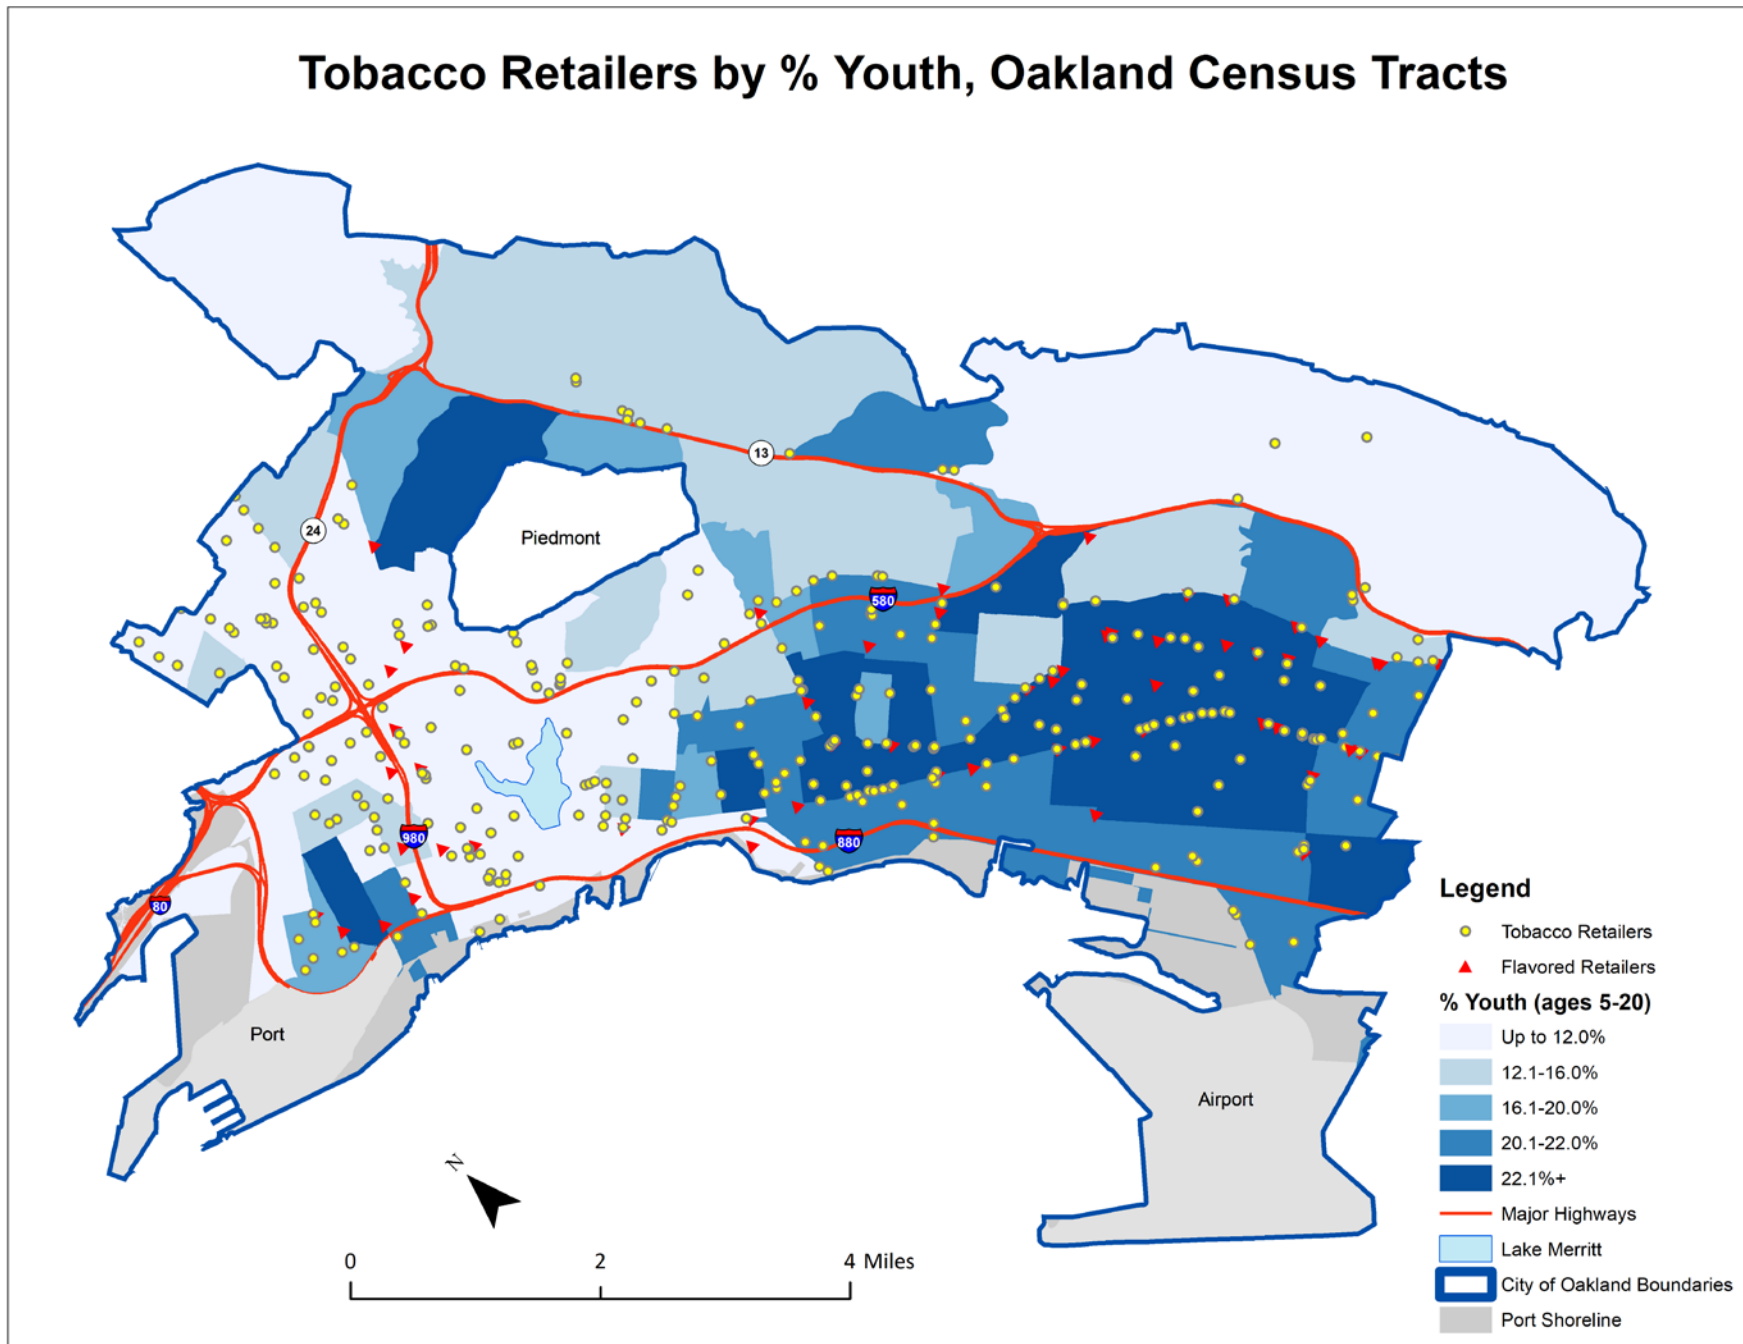 Tobacco Retailers by % Youth, Oakland Census Tracts
13
24
Piedmont
580
980
880
80
Port
Airport
N
0 2 4 Miles
Legend
Tobacco Retailers
Flavored Retailers
% Youth (ages 5-20)
Up to 12.0%
12.1-16.0%
16.1-20.0%
20.1-22.0%
22.1%+
Major Highways
Lake Merritt
City of Oakland Boundaries
Port Shoreline